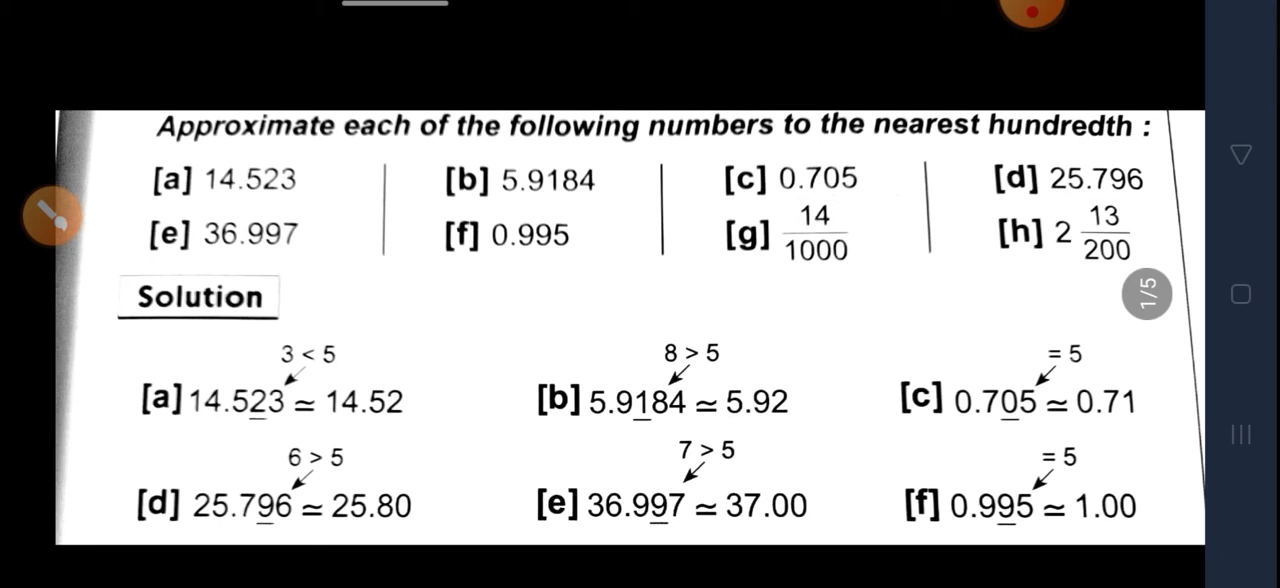 Approximate each of the following numbers to the nearest hundredth :
[a] 14.523 [b] 5.9184 [c] 0.705 [d] 25.796
[e] 36.997 [f] 0.995 [g] 14/1000 [h] 2 13/200
1/5
Solution
3 < 5 8 > 5 = 5
[a] 14.523 ≃ 14.52 [b] 5.9184 ≃ 5.92 [c] 0.705 ≃ 0.71
6 > 5 7 > 5 = 5
[d] 25.796 ≃ 25.80 [e] 36.997 ≃ 37.00 [f] 0.995 ≃ 1.00